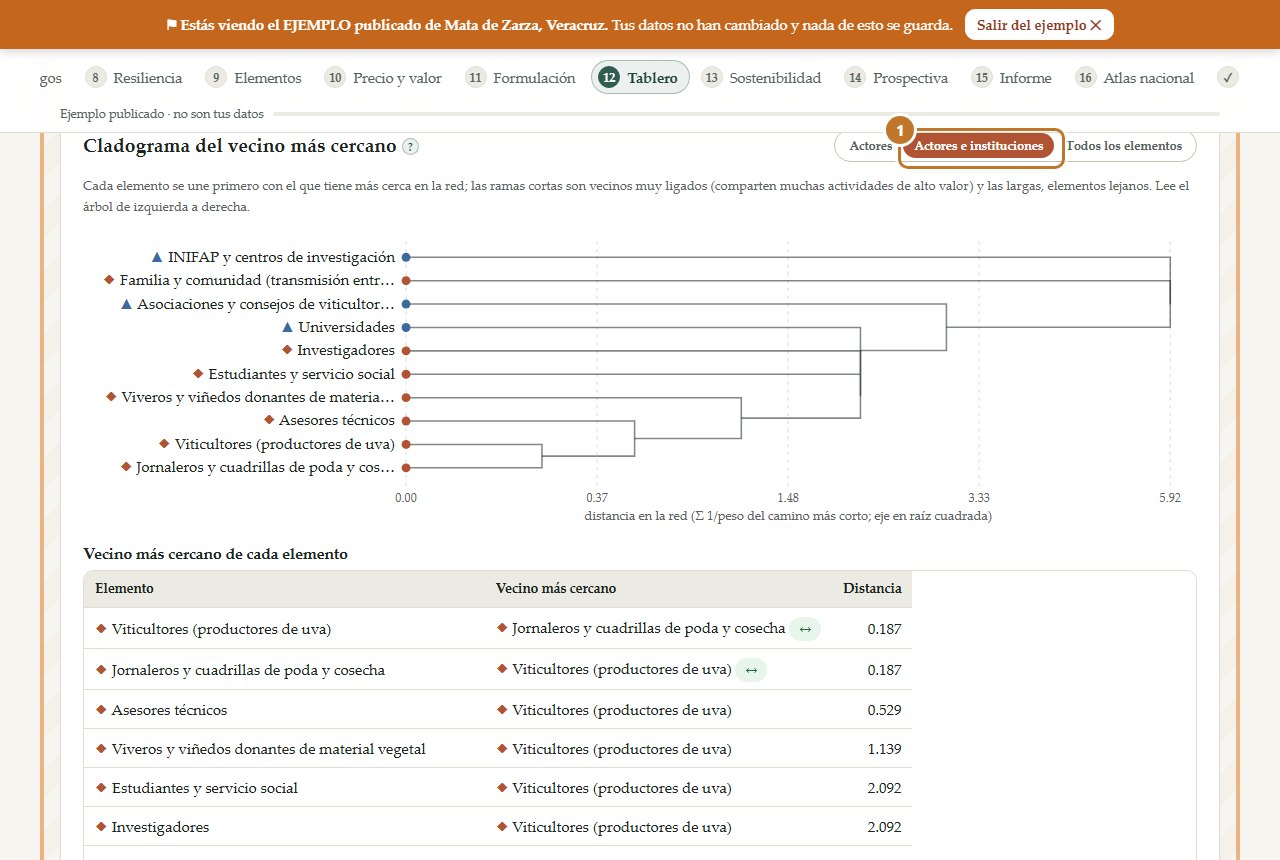 Estás viendo el EJEMPLO publicado de Mata de Zarza, Veracruz. Tus datos no han cambiado y nada de esto se guarda. Salir del ejemplo ✕
gos 8 Resiliencia 9 Elementos 10 Precio y valor 11 Formulación 12 Tablero 13 Sostenibilidad 14 Prospectiva 15 Informe 16 Atlas nacional ✓
Ejemplo publicado · no son tus datos
1
Cladograma del vecino más cercano ? Actores Actores e instituciones Todos los elementos
Cada elemento se une primero con el que tiene más cerca en la red; las ramas cortas son vecinos muy ligados (comparten muchas actividades de alto valor) y las largas, elementos lejanos. Lee el
árbol de izquierda a derecha.
INIFAP y centros de investigación
Familia y comunidad (transmisión entr…
Asociaciones y consejos de viticultor…
Universidades
Investigadores
Estudiantes y servicio social
Viveros y viñedos donantes de materia…
Asesores técnicos
Viticultores (productores de uva)
Jornaleros y cuadrillas de poda y cos…
0.00 0.37 1.48 3.33 5.92
distancia en la red (Σ 1/peso del camino más corto; eje en raíz cuadrada)
Vecino más cercano de cada elemento
Elemento Vecino más cercano Distancia
Viticultores (productores de uva) Jornaleros y cuadrillas de poda y cosecha ↔ 0.187
Jornaleros y cuadrillas de poda y cosecha Viticultores (productores de uva) ↔ 0.187
Asesores técnicos Viticultores (productores de uva) 0.529
Viveros y viñedos donantes de material vegetal Viticultores (productores de uva) 1.139
Estudiantes y servicio social Viticultores (productores de uva) 2.092
Investigadores Viticultores (productores de uva) 2.092